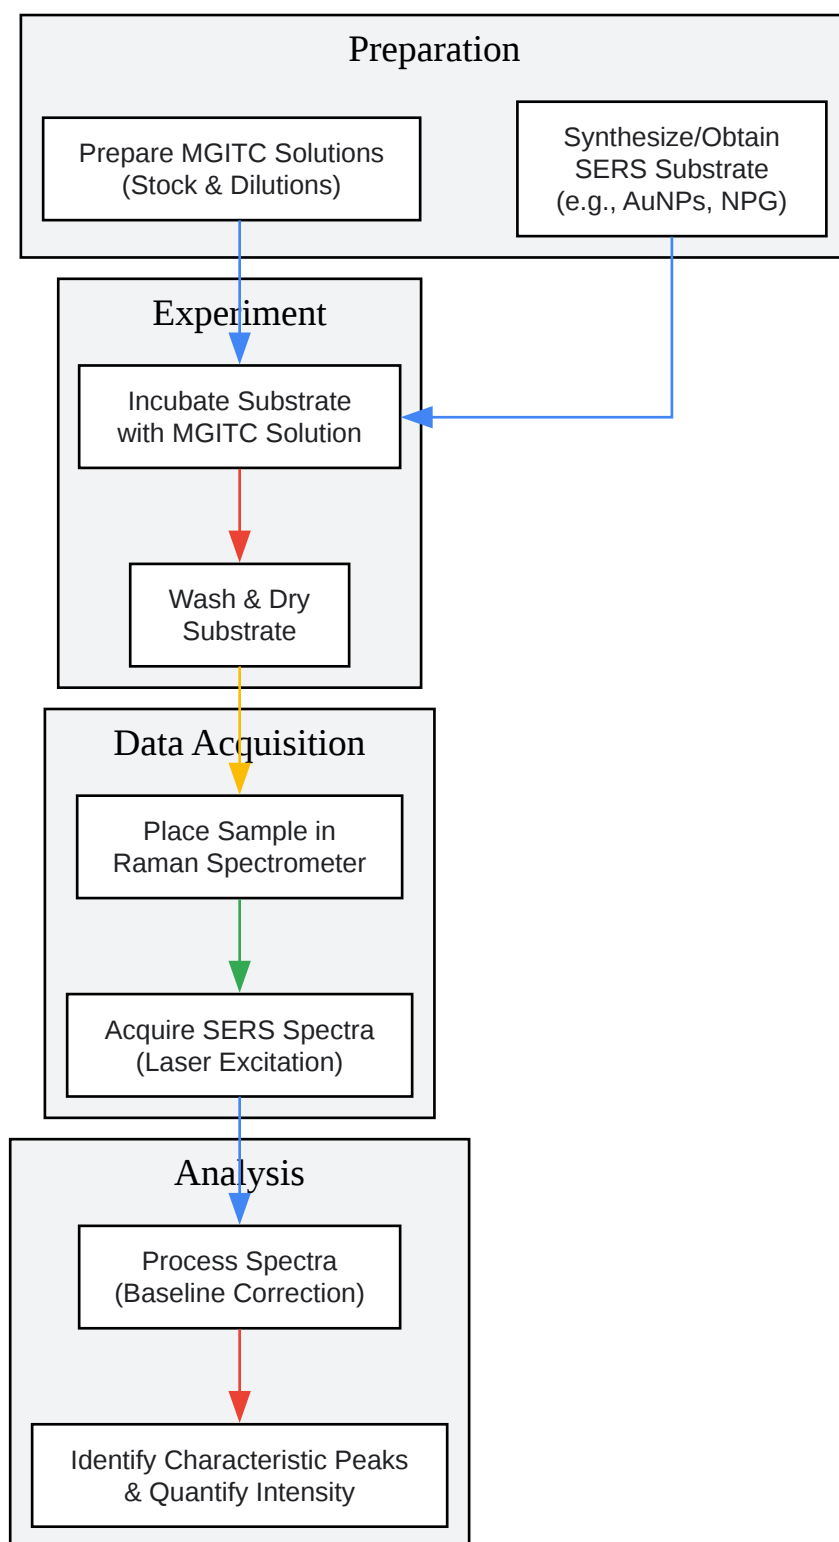 Preparation
Prepare MGITC Solutions
(Stock & Dilutions)
Synthesize/Obtain
SERS Substrate
(e.g., AuNPs, NPG)
Experiment
Incubate Substrate
with MGITC Solution
Wash & Dry
Substrate
Data Acquisition
Place Sample in
Raman Spectrometer
Acquire SERS Spectra
(Laser Excitation)
Analysis
Process Spectra
(Baseline Correction)
Identify Characteristic Peaks
& Quantify Intensity